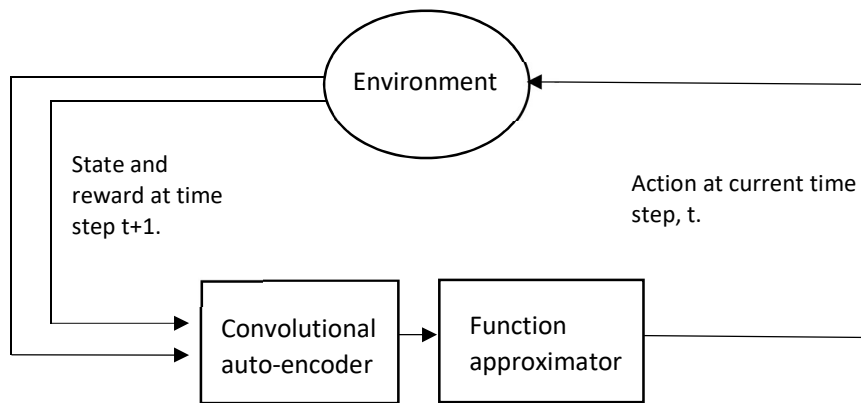 Environment
State and
reward at time
step t+1.
Action at current time
step, t.
Convolutional
auto-encoder
Function
approximator